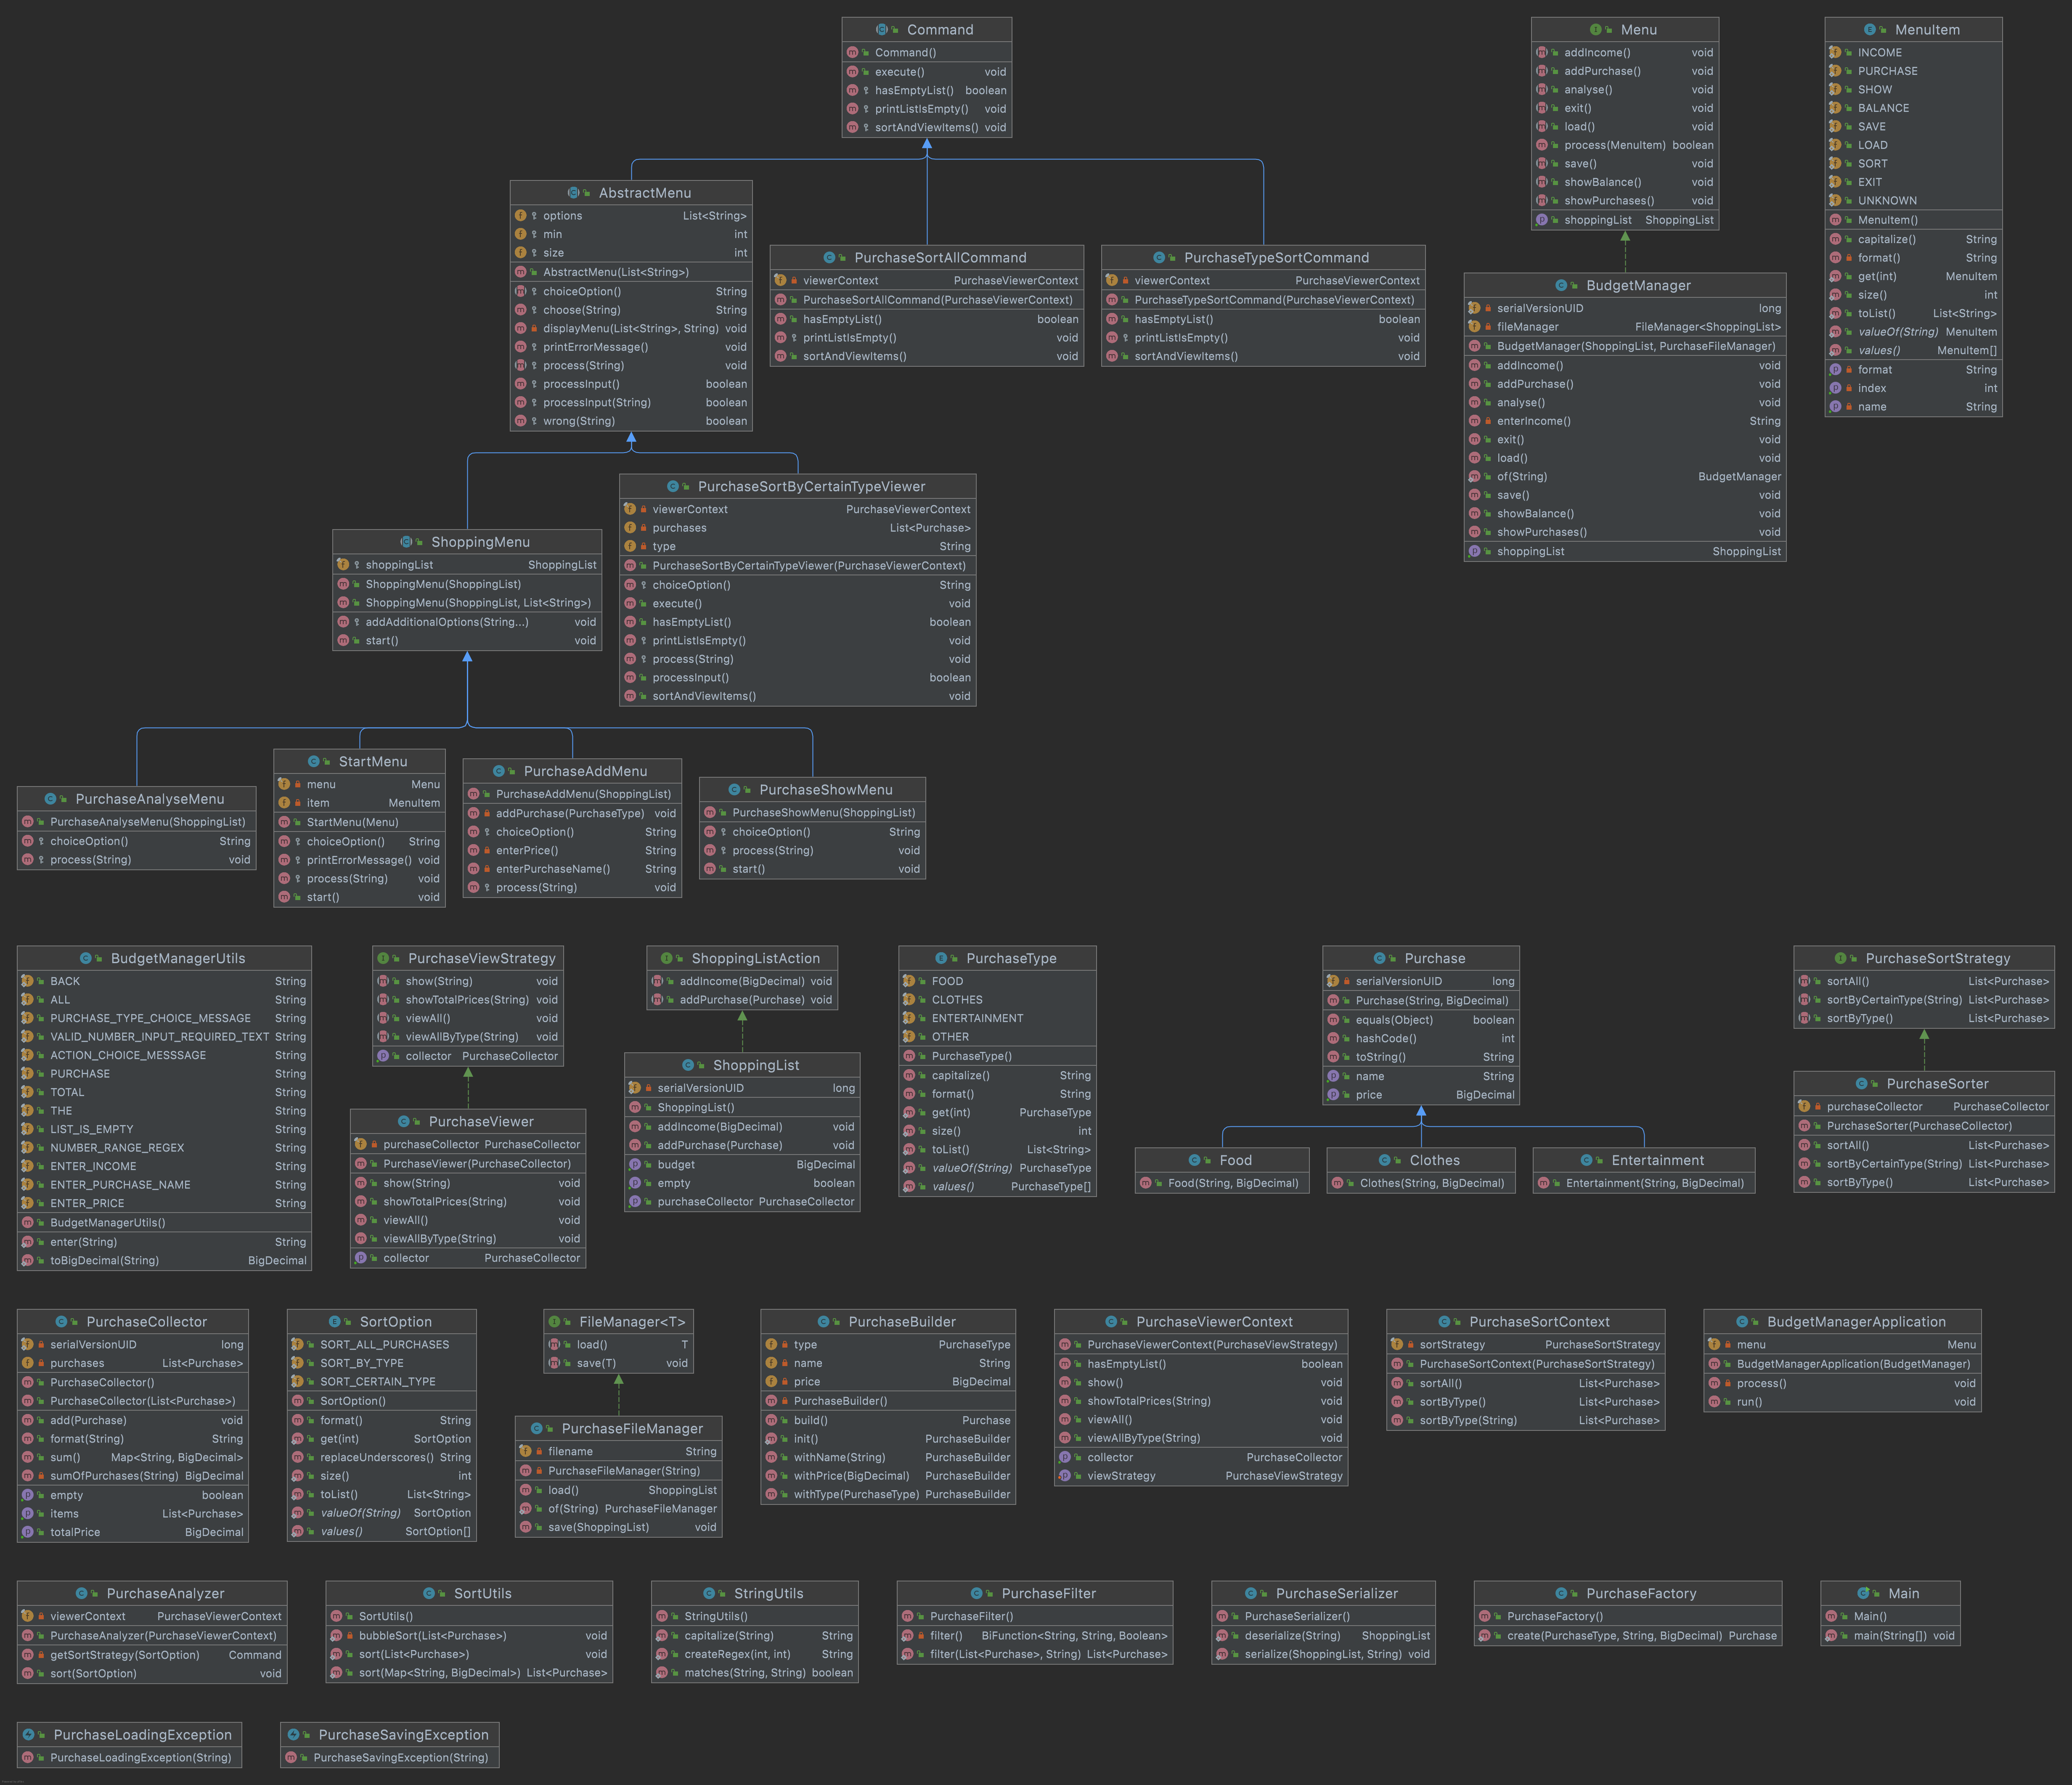 Command
Command()
execute() void
hasEmptyList() boolean
printListIsEmpty() void
sortAndViewItems() void
Menu
addIncome() void
addPurchase() void
analyse() void
exit() void
load() void
process(MenuItem) boolean
save() void
showBalance() void
showPurchases() void
shoppingList ShoppingList
MenuItem
INCOME
PURCHASE
SHOW
BALANCE
SAVE
LOAD
SORT
EXIT
UNKNOWN
MenuItem()
capitalize() String
format() String
get(int) MenuItem
size() int
toList() List<String>
valueOf(String) MenuItem
values() MenuItem[]
format String
index int
name String
AbstractMenu
options List<String>
min int
size int
AbstractMenu(List<String>)
choiceOption() String
choose(String) String
displayMenu(List<String>, String) void
printErrorMessage() void
process(String) void
processInput() boolean
processInput(String) boolean
wrong(String) boolean
PurchaseSortAllCommand
viewerContext PurchaseViewerContext
PurchaseSortAllCommand(PurchaseViewerContext)
hasEmptyList() boolean
printListIsEmpty() void
sortAndViewItems() void
PurchaseTypeSortCommand
viewerContext PurchaseViewerContext
PurchaseTypeSortCommand(PurchaseViewerContext)
hasEmptyList() boolean
printListIsEmpty() void
sortAndViewItems() void
BudgetManager
serialVersionUID long
fileManager FileManager<ShoppingList>
BudgetManager(ShoppingList, PurchaseFileManager)
addIncome() void
addPurchase() void
analyse() void
enterIncome() String
exit() void
load() void
of(String) BudgetManager
save() void
showBalance() void
showPurchases() void
shoppingList ShoppingList
ShoppingMenu
shoppingList ShoppingList
ShoppingMenu(ShoppingList)
ShoppingMenu(ShoppingList, List<String>)
addAdditionalOptions(String...) void
start() void
PurchaseSortByCertainTypeViewer
viewerContext PurchaseViewerContext
purchases List<Purchase>
type String
PurchaseSortByCertainTypeViewer(PurchaseViewerContext)
choiceOption() String
execute() void
hasEmptyList() boolean
printListIsEmpty() void
process(String) void
processInput() boolean
sortAndViewItems() void
PurchaseAnalyseMenu
PurchaseAnalyseMenu(ShoppingList)
choiceOption() String
process(String) void
StartMenu
menu Menu
item MenuItem
StartMenu(Menu)
choiceOption() String
printErrorMessage() void
process(String) void
start() void
PurchaseAddMenu
PurchaseAddMenu(ShoppingList)
addPurchase(PurchaseType) void
choiceOption() String
enterPrice() String
enterPurchaseName() String
process(String) void
PurchaseShowMenu
PurchaseShowMenu(ShoppingList)
choiceOption() String
process(String) void
start() void
BudgetManagerUtils
BACK String
ALL String
PURCHASE_TYPE_CHOICE_MESSAGE String
VALID_NUMBER_INPUT_REQUIRED_TEXT String
ACTION_CHOICE_MESSSAGE String
PURCHASE String
TOTAL String
THE String
LIST_IS_EMPTY String
NUMBER_RANGE_REGEX String
ENTER_INCOME String
ENTER_PURCHASE_NAME String
ENTER_PRICE String
BudgetManagerUtils()
enter(String) String
toBigDecimal(String) BigDecimal
PurchaseViewStrategy
show(String) void
showTotalPrices(String) void
viewAll() void
viewAllByType(String) void
collector PurchaseCollector
PurchaseViewer
purchaseCollector PurchaseCollector
PurchaseViewer(PurchaseCollector)
show(String) void
showTotalPrices(String) void
viewAll() void
viewAllByType(String) void
collector PurchaseCollector
ShoppingListAction
addIncome(BigDecimal) void
addPurchase(Purchase) void
ShoppingList
serialVersionUID long
ShoppingList()
addIncome(BigDecimal) void
addPurchase(Purchase) void
budget BigDecimal
empty boolean
purchaseCollector PurchaseCollector
PurchaseType
FOOD
CLOTHES
ENTERTAINMENT
OTHER
PurchaseType()
capitalize() String
format() String
get(int) PurchaseType
size() int
toList() List<String>
valueOf(String) PurchaseType
values() PurchaseType[]
Purchase
serialVersionUID long
Purchase(String, BigDecimal)
equals(Object) boolean
hashCode() int
toString() String
name String
price BigDecimal
Food
Food(String, BigDecimal)
Clothes
Clothes(String, BigDecimal)
Entertainment
Entertainment(String, BigDecimal)
PurchaseSortStrategy
sortAll() List<Purchase>
sortByCertainType(String) List<Purchase>
sortByType() List<Purchase>
PurchaseSorter
purchaseCollector PurchaseCollector
PurchaseSorter(PurchaseCollector)
sortAll() List<Purchase>
sortByCertainType(String) List<Purchase>
sortByType() List<Purchase>
PurchaseCollector
serialVersionUID long
purchases List<Purchase>
PurchaseCollector()
PurchaseCollector(List<Purchase>)
add(Purchase) void
format(String) String
sum() Map<String, BigDecimal>
sumOfPurchases(String) BigDecimal
empty boolean
items List<Purchase>
totalPrice BigDecimal
SortOption
SORT_ALL_PURCHASES
SORT_BY_TYPE
SORT_CERTAIN_TYPE
SortOption()
format() String
get(int) SortOption
replaceUnderscores() String
size() int
toList() List<String>
valueOf(String) SortOption
values() SortOption[]
FileManager<T>
load() T
save(T) void
PurchaseFileManager
filename String
PurchaseFileManager(String)
load() ShoppingList
of(String) PurchaseFileManager
save(ShoppingList) void
PurchaseBuilder
type PurchaseType
name String
price BigDecimal
PurchaseBuilder()
build() Purchase
init() PurchaseBuilder
withName(String) PurchaseBuilder
withPrice(BigDecimal) PurchaseBuilder
withType(PurchaseType) PurchaseBuilder
PurchaseViewerContext
PurchaseViewerContext(PurchaseViewStrategy)
hasEmptyList() boolean
show() void
showTotalPrices(String) void
viewAll() void
viewAllByType(String) void
collector PurchaseCollector
viewStrategy PurchaseViewStrategy
PurchaseSortContext
sortStrategy PurchaseSortStrategy
PurchaseSortContext(PurchaseSortStrategy)
sortAll() List<Purchase>
sortByType() List<Purchase>
sortByType(String) List<Purchase>
BudgetManagerApplication
menu Menu
BudgetManagerApplication(BudgetManager)
process() void
run() void
PurchaseAnalyzer
viewerContext PurchaseViewerContext
PurchaseAnalyzer(PurchaseViewerContext)
getSortStrategy(SortOption) Command
sort(SortOption) void
SortUtils
SortUtils()
bubbleSort(List<Purchase>) void
sort(List<Purchase>) void
sort(Map<String, BigDecimal>) List<Purchase>
StringUtils
StringUtils()
capitalize(String) String
createRegex(int, int) String
matches(String, String) boolean
PurchaseFilter
PurchaseFilter()
filter() BiFunction<String, String, Boolean>
filter(List<Purchase>, String) List<Purchase>
PurchaseSerializer
PurchaseSerializer()
deserialize(String) ShoppingList
serialize(ShoppingList, String) void
PurchaseFactory
PurchaseFactory()
create(PurchaseType, String, BigDecimal) Purchase
Main
Main()
main(String[]) void
PurchaseLoadingException
PurchaseLoadingException(String)
PurchaseSavingException
PurchaseSavingException(String)